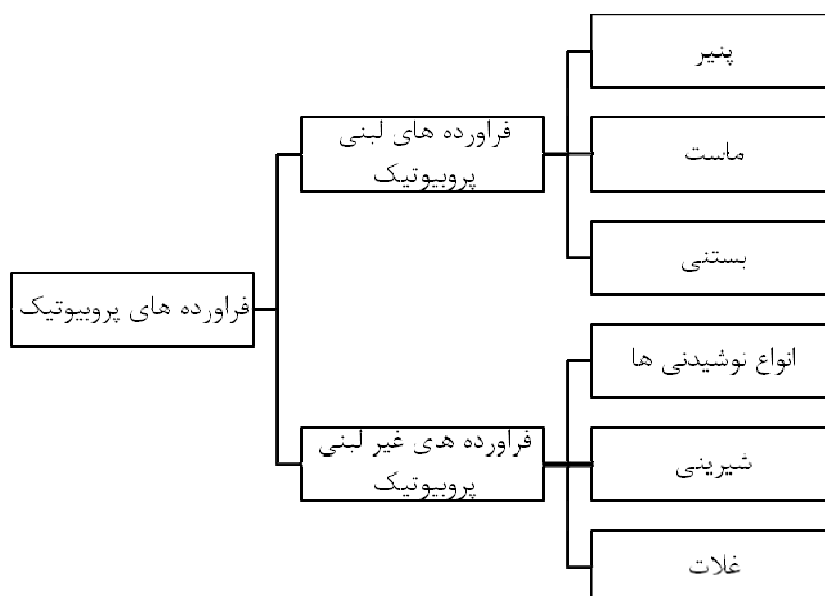 پنیر
فراورده های لبنی
پروبیوتیک
ماست
بستنی
فراورده های پروبیوتیک
انواع نوشیدنی ها
فراورده های غیر لبنی
پروبیوتیک
شیرینی
غلات